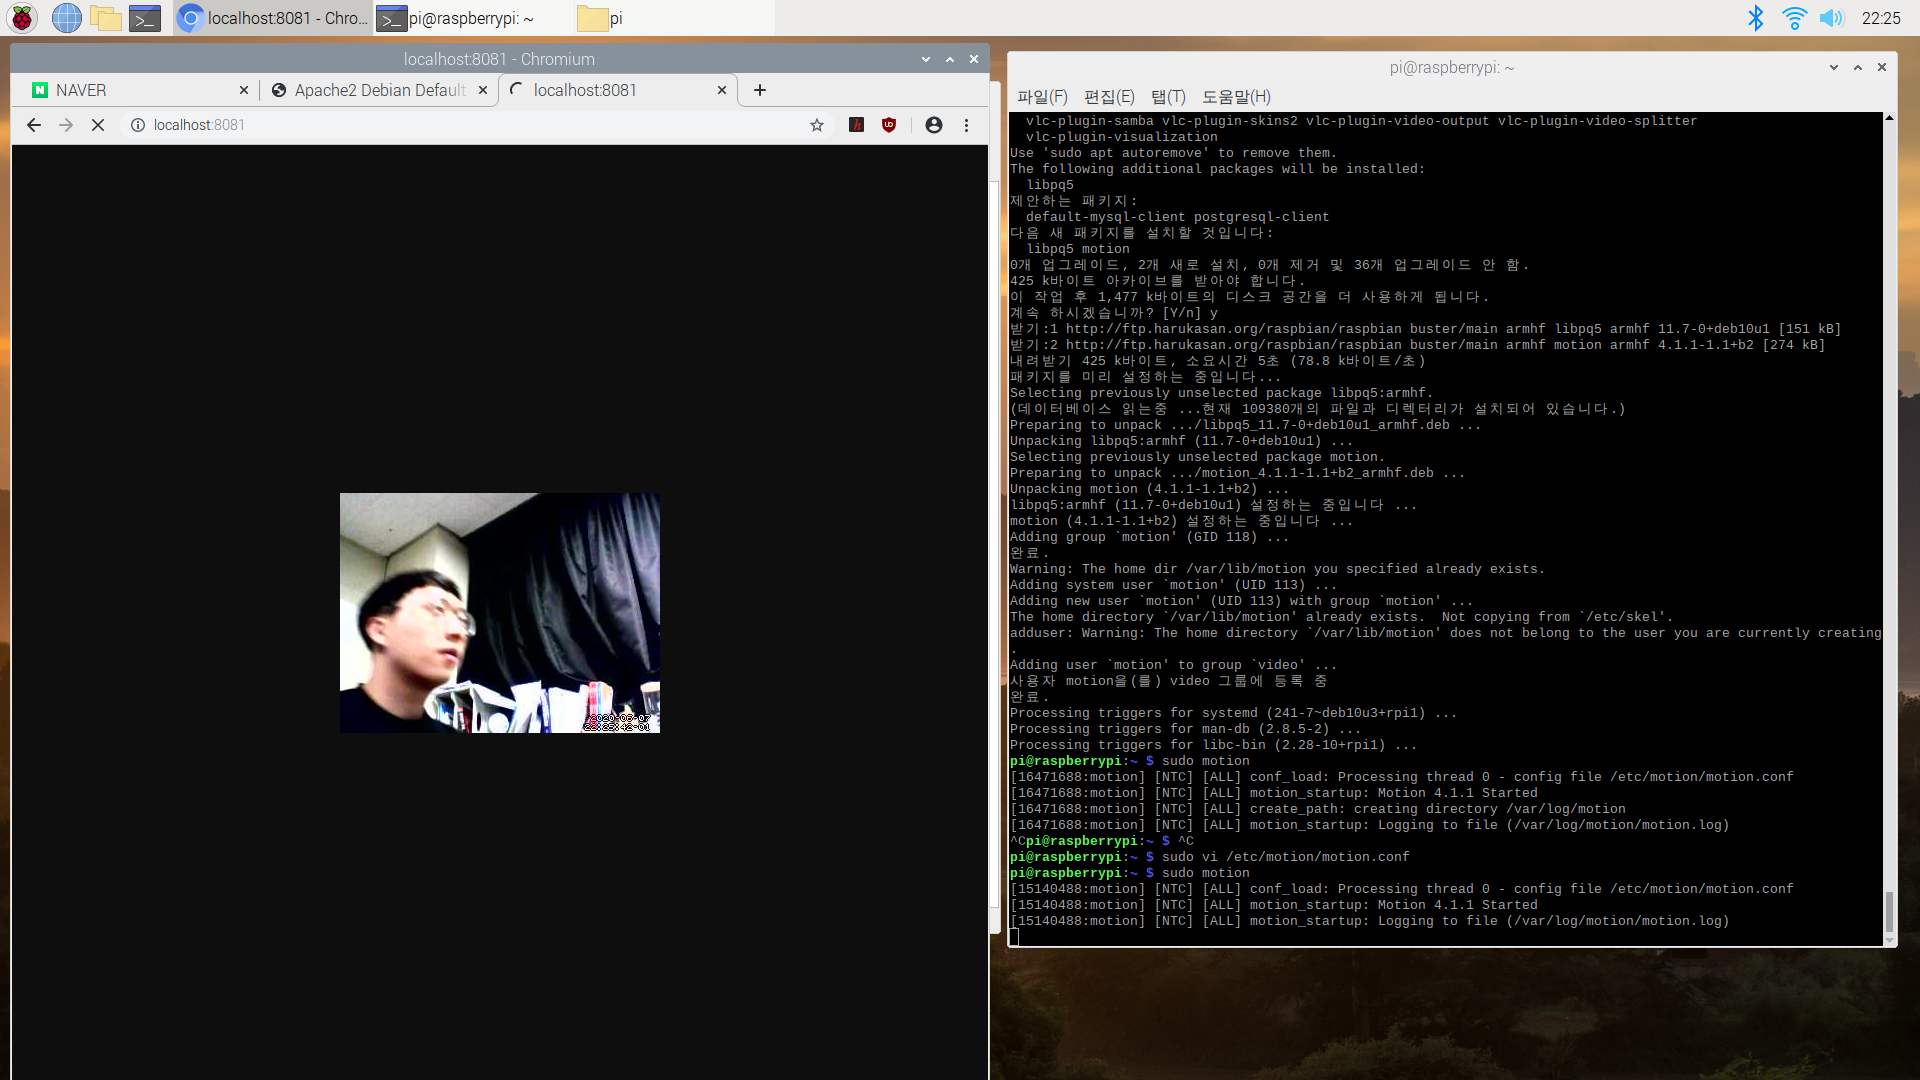 localhost:8081 - Chro...
pi@raspberrypi: ~
pi
22:25
localhost:8081 - Chromium
NAVER
Apache2 Debian Default
localhost:8081
localhost:8081
2020-06-07
pi@raspberrypi: ~
파일(F) 편집(E) 탭(T) 도움말(H)
vlc-plugin-samba vlc-plugin-skins2 vlc-plugin-video-output vlc-plugin-video-splitter
vlc-plugin-visualization
Use 'sudo apt autoremove' to remove them.
The following additional packages will be installed:
libpq5
제안하는 패키지:
default-mysql-client postgresql-client
다음 새 패키지를 설치할 것입니다:
libpq5 motion
0개 업그레이드, 2개 새로 설치, 0개 제거 및 36개 업그레이드 안 함.
425 k바이트 아카이브를 받아야 합니다.
이 작업 후 1,477 k바이트의 디스크 공간을 더 사용하게 됩니다.
계속 하시겠습니까? [Y/n] y
받기:1 http://ftp.harukasan.org/raspbian/raspbian buster/main armhf libpq5 armhf 11.7-0+deb10u1 [151 kB]
받기:2 http://ftp.harukasan.org/raspbian/raspbian buster/main armhf motion armhf 4.1.1-1.1+b2 [274 kB]
내려받기 425 k바이트, 소요시간 5초 (78.8 k바이트/초)
패키지를 미리 설정하는 중입니다...
Selecting previously unselected package libpq5:armhf.
(데이터베이스 읽는중 ...현재 109380개의 파일과 디렉터리가 설치되어 있습니다.)
Preparing to unpack .../libpq5_11.7-0+deb10u1_armhf.deb ...
Unpacking libpq5:armhf (11.7-0+deb10u1) ...
Selecting previously unselected package motion.
Preparing to unpack .../motion_4.1.1-1.1+b2_armhf.deb ...
Unpacking motion (4.1.1-1.1+b2) ...
libpq5:armhf (11.7-0+deb10u1) 설정하는 중입니다 ...
motion (4.1.1-1.1+b2) 설정하는 중입니다 ...
Adding group `motion' (GID 118) ...
완료.
Warning: The home dir /var/lib/motion you specified already exists.
Adding system user `motion' (UID 113) ...
Adding new user `motion' (UID 113) with group `motion' ...
The home directory `/var/lib/motion' already exists.  Not copying from `/etc/skel'.
adduser: Warning: The home directory `/var/lib/motion' does not belong to the user you are currently creating
.
Adding user `motion' to group `video' ...
사용자 motion을(를) video 그룹에 등록 중
완료.
Processing triggers for systemd (241-7~deb10u3+rpi1) ...
Processing triggers for man-db (2.8.5-2) ...
Processing triggers for libc-bin (2.28-10+rpi1) ...
pi@raspberrypi:~ $ sudo motion
[16471688:motion] [NTC] [ALL] conf_load: Processing thread 0 - config file /etc/motion/motion.conf
[16471688:motion] [NTC] [ALL] motion_startup: Motion 4.1.1 Started
[16471688:motion] [NTC] [ALL] create_path: creating directory /var/log/motion
[16471688:motion] [NTC] [ALL] motion_startup: Logging to file (/var/log/motion/motion.log)
^Cpi@raspberrypi:~ $ ^C
pi@raspberrypi:~ $ sudo vi /etc/motion/motion.conf
pi@raspberrypi:~ $ sudo motion
[15140488:motion] [NTC] [ALL] conf_load: Processing thread 0 - config file /etc/motion/motion.conf
[15140488:motion] [NTC] [ALL] motion_startup: Motion 4.1.1 Started
[15140488:motion] [NTC] [ALL] motion_startup: Logging to file (/var/log/motion/motion.log)